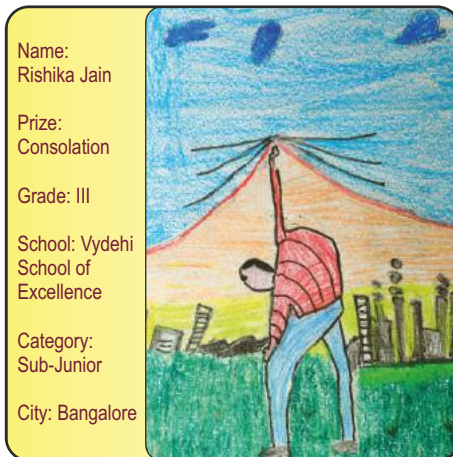 Name:
Rishika Jain
Prize:
Consolation
Grade: III
School: Vydehi
School of
Excellence
Category:
Sub-Junior
City: Bangalore